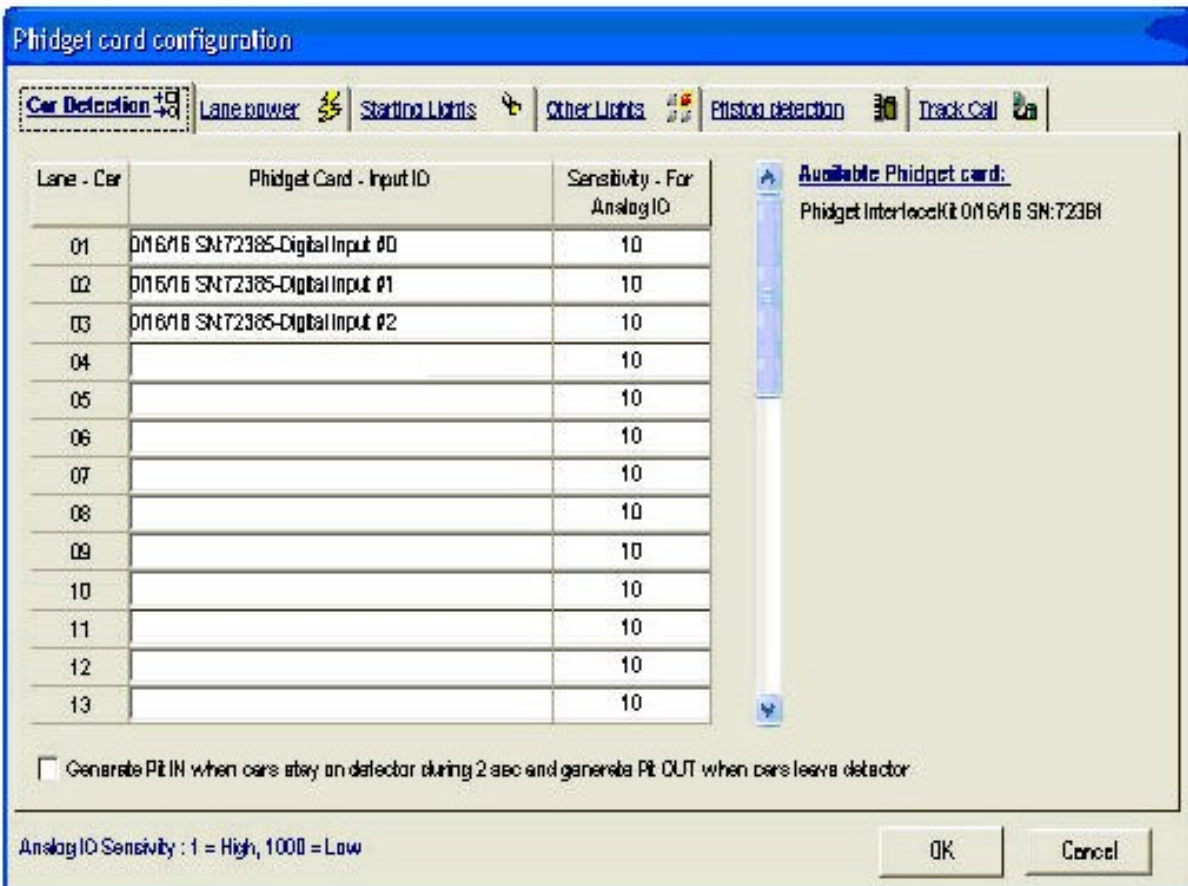 Phidget card configuration
Car Detection Lane power Starting Lights Other Lights Pitstop detection Track Call
Lane - Car Phidget Card - Input IO Sensitivity - For Analog IO
01 0/16/16 SN:72385-Digital Input #0 10
02 0/16/16 SN:72385-Digital Input #1 10
03 0/16/16 SN:72385-Digital Input #2 10
04 10
05 10
06 10
07 10
08 10
09 10
10 10
11 10
12 10
13 10
Available Phidget card:
Phidget InterfaceKit 0/16/16 SN:72361
Generate Pit IN when cars stay on detector during 2 sec and generate Pit OUT when cars leave detector
Analog IO Sensivity : 1 = High, 1000 = Low
OK Cancel